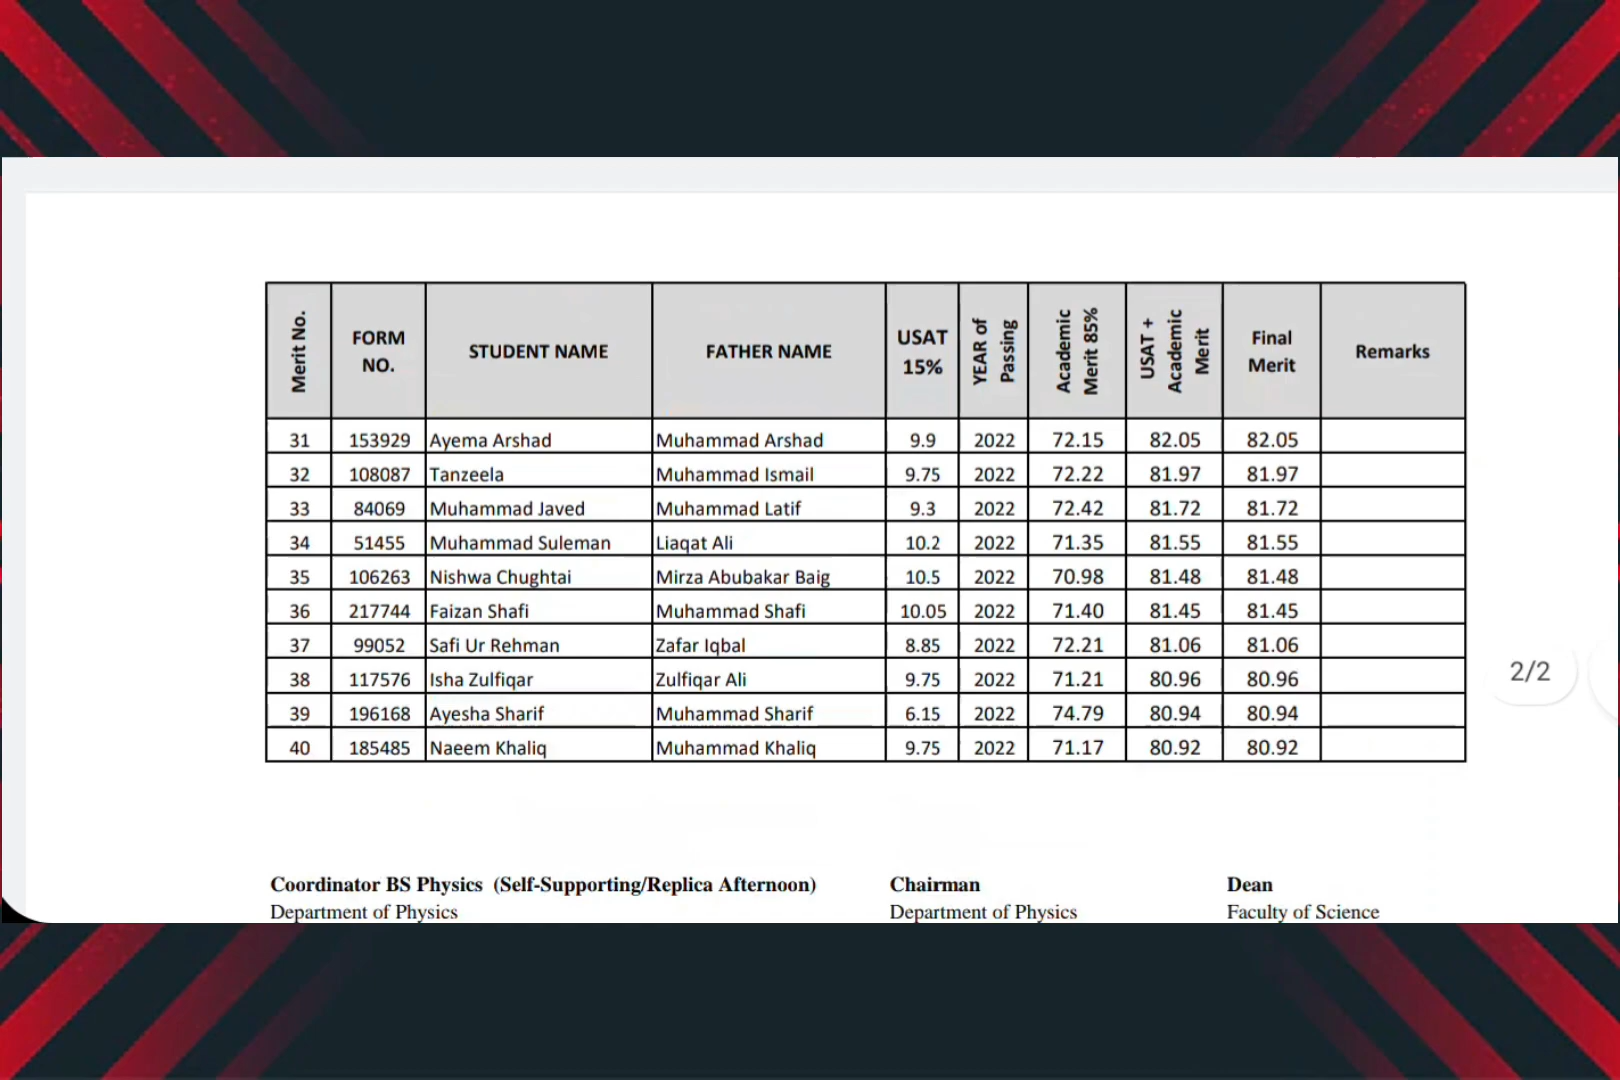 Merit No. FORM NO. STUDENT NAME FATHER NAME USAT 15% YEAR of Passing Academic Merit 85% USAT + Academic Merit Final Merit Remarks
31 153929 Ayema Arshad Muhammad Arshad 9.9 2022 72.15 82.05 82.05
32 108087 Tanzeela Muhammad Ismail 9.75 2022 72.22 81.97 81.97
33 84069 Muhammad Javed Muhammad Latif 9.3 2022 72.42 81.72 81.72
34 51455 Muhammad Suleman Liaqat Ali 10.2 2022 71.35 81.55 81.55
35 106263 Nishwa Chughtai Mirza Abubakar Baig 10.5 2022 70.98 81.48 81.48
36 217744 Faizan Shafi Muhammad Shafi 10.05 2022 71.40 81.45 81.45
37 99052 Safi Ur Rehman Zafar Iqbal 8.85 2022 72.21 81.06 81.06
38 117576 Isha Zulfiqar Zulfiqar Ali 9.75 2022 71.21 80.96 80.96
39 196168 Ayesha Sharif Muhammad Sharif 6.15 2022 74.79 80.94 80.94
40 185485 Naeem Khaliq Muhammad Khaliq 9.75 2022 71.17 80.92 80.92
2/2
Coordinator BS Physics (Self-Supporting/Replica Afternoon) Chairman Dean
Department of Physics Department of Physics Faculty of Science